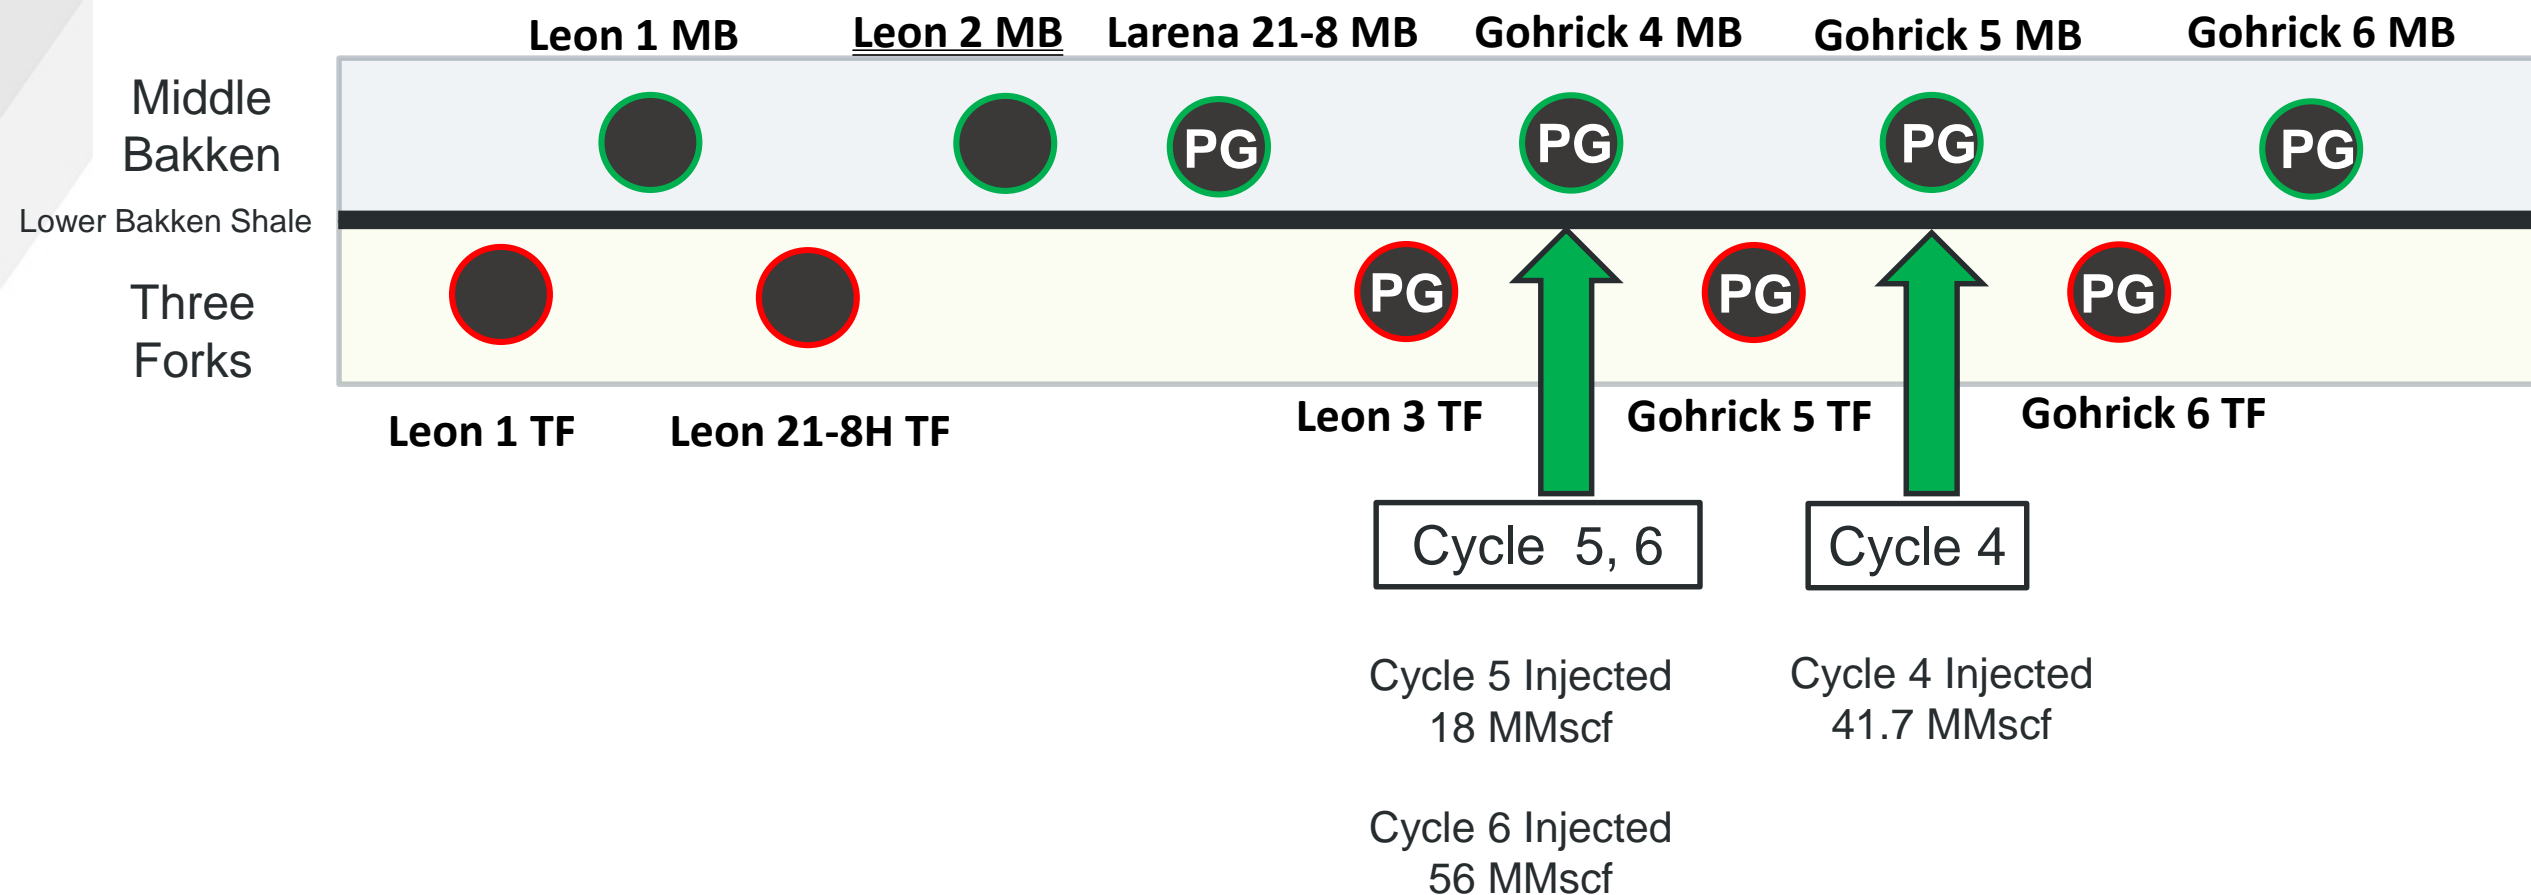 Leon 1 MB
Leon 2 MB
Larena 21-8 MB
Gohrick 4 MB
Gohrick 5 MB
Gohrick 6 MB
Middle
Bakken
PG
PG
PG
PG
Lower Bakken Shale
Three
Forks
PG
PG
PG
Leon 1 TF
Leon 21-8H TF
Leon 3 TF
Gohrick 5 TF
Gohrick 6 TF
Cycle 5, 6
Cycle 4
Cycle 5 Injected
18 MMscf
Cycle 4 Injected
41.7 MMscf
Cycle 6 Injected
56 MMscf